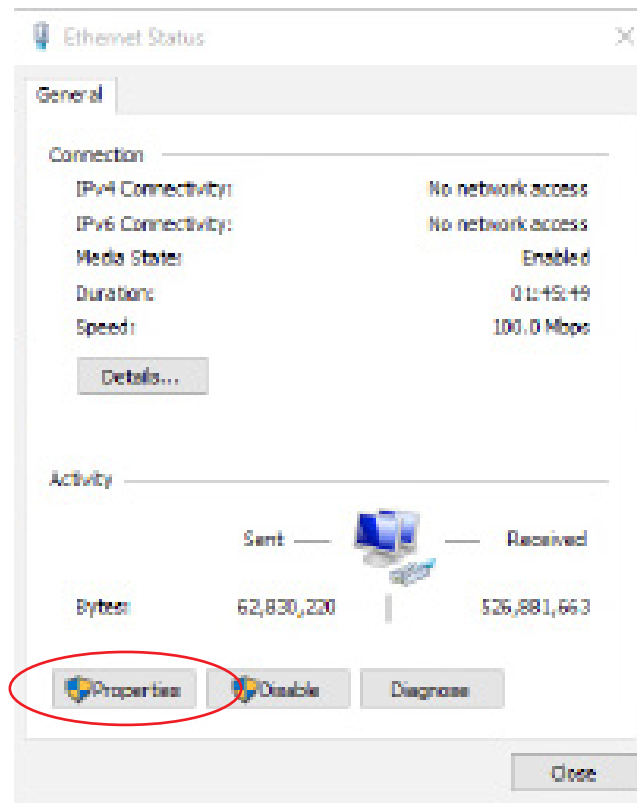 Ethernet Status
General
Connection
IPv4 Connectivity: No network access
IPv6 Connectivity: No network access
Media State: Enabled
Duration: 01:45:49
Speed: 100.0 Mbps
Details...
Activity
Sent Received
Bytes: 62,830,220 526,881,663
Properties Disable Diagnose
Close